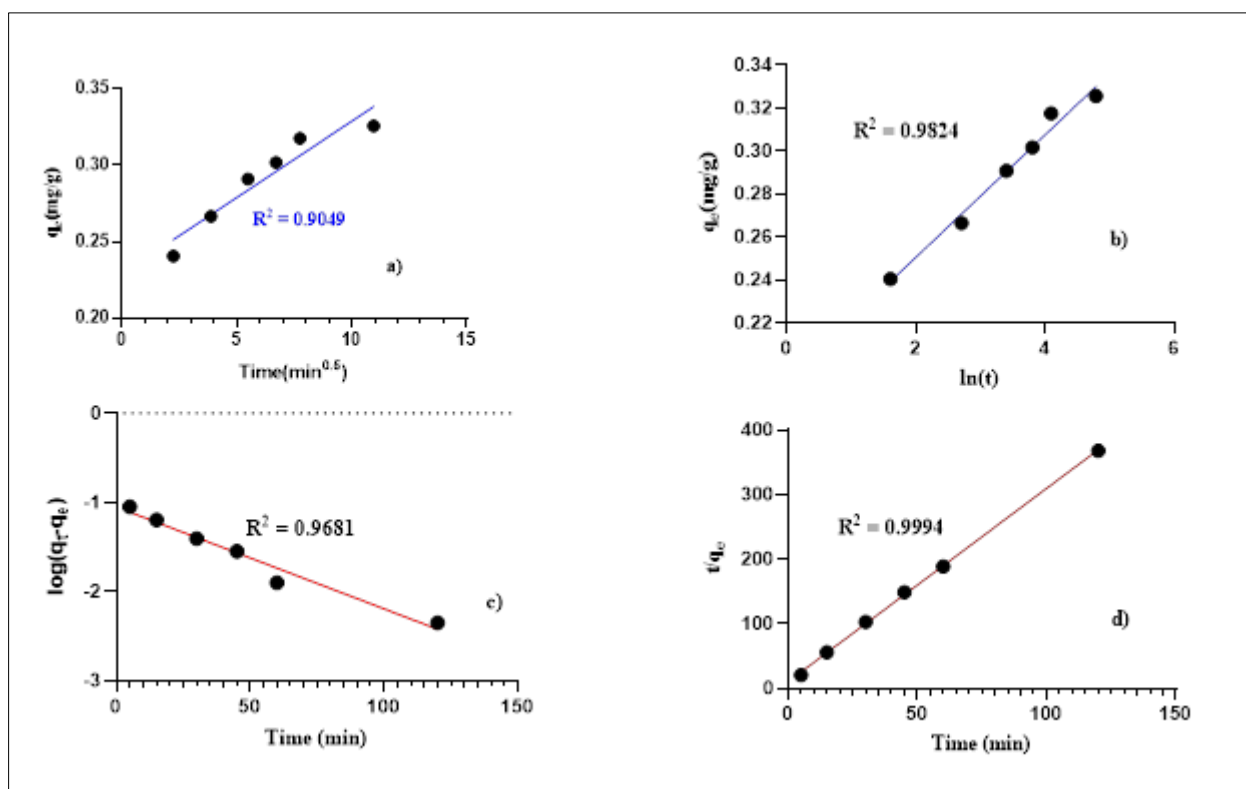 0.35
0.30
0.25
0.20
qe(mg/g)
R² = 0.9049
a)
0 5 10 15
Time(min^0.5)
0.34
0.32
0.30
0.28
0.26
0.24
0.22
qe(mg/g)
R² = 0.9824
b)
0 2 4 6
ln(t)
0
-1
-2
-3
log(qt-qe)
R² = 0.9681
c)
0 50 100 150
Time (min)
400
300
200
100
0
t/qe
R² = 0.9994
d)
0 50 100 150
Time (min)